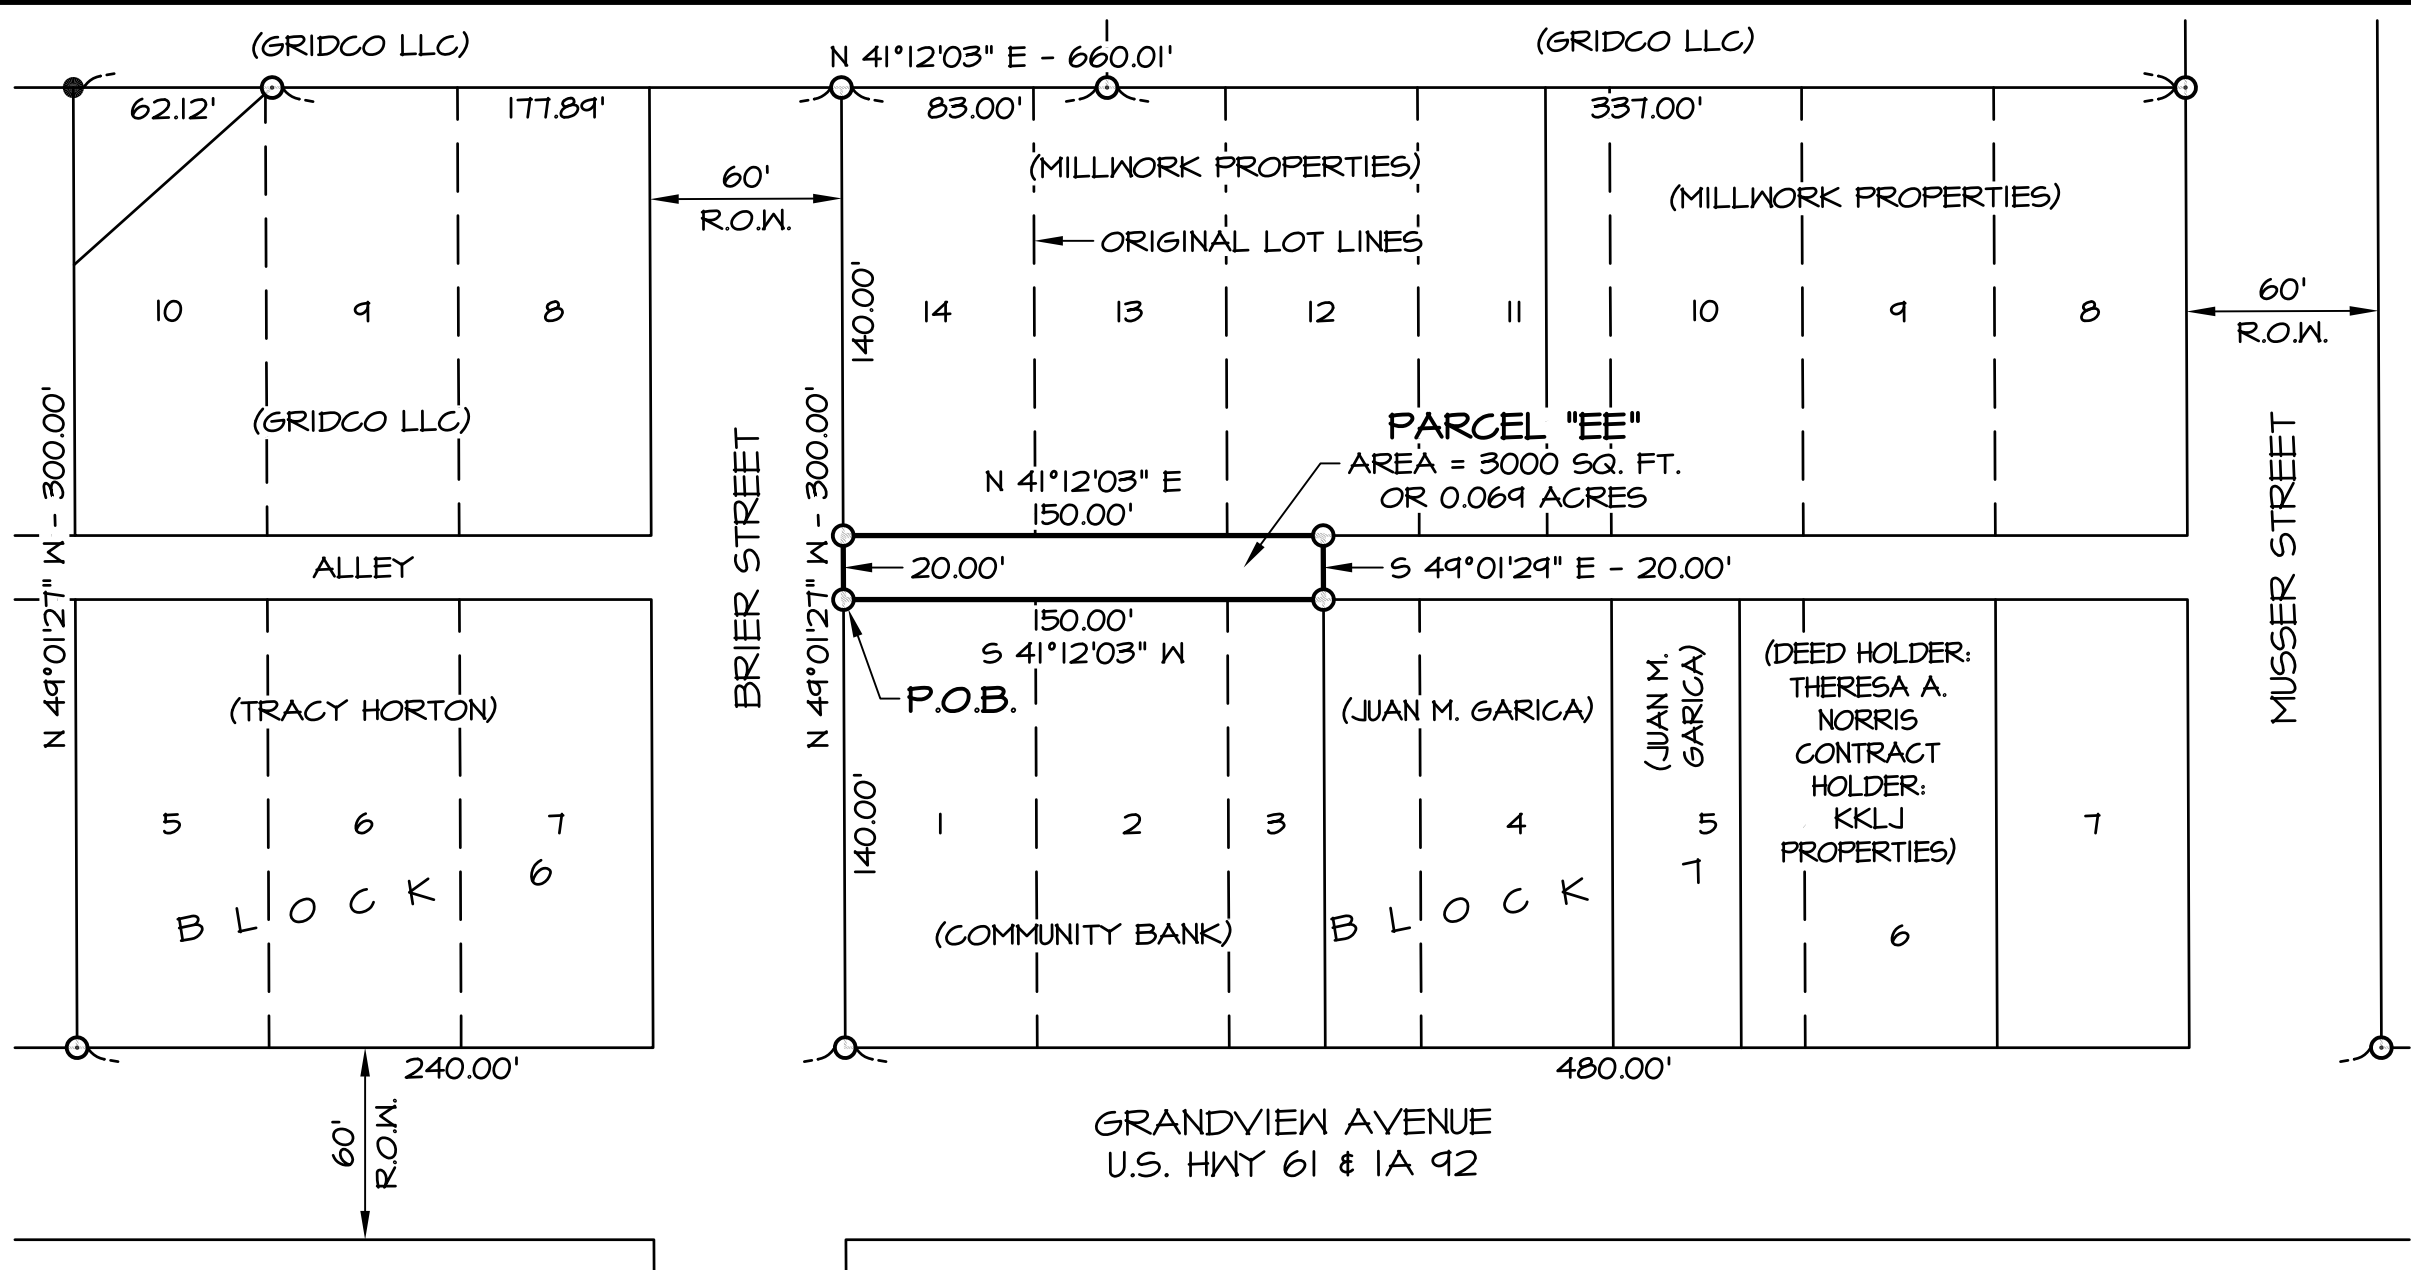 (GRIDCO LLC)
N 41°12'03" E - 660.01'
(GRIDCO LLC)
62.12'
177.89'
83.00'
337.00'
(MILLWORK PROPERTIES)
(MILLWORK PROPERTIES)
60'
R.O.W.
ORIGINAL LOT LINES
140.00'
10
9
8
14
13
12
11
10
9
8
60'
R.O.W.
(GRIDCO LLC)
N 49°01'27" W - 300.00'
BRIER STREET
N 49°01'27" W - 300.00'
PARCEL "EE"
AREA = 3000 SQ. FT.
OR 0.069 ACRES
N 41°12'03" E
150.00'
MUSSER STREET
ALLEY
20.00'
S 49°01'29" E - 20.00'
150.00'
S 41°12'03" W
P.O.B.
(TRACY HORTON)
(JUAN M. GARICA)
(JUAN M.
GARICA)
(DEED HOLDER:
THERESA A.
NORRIS
CONTRACT
HOLDER:
KKLJ
PROPERTIES)
140.00'
5
6
7
1
2
3
4
5
7
BLOCK 6
BLOCK 7
(COMMUNITY BANK)
6
240.00'
480.00'
60'
R.O.W.
GRANDVIEW AVENUE
U.S. HWY 61 & IA 92